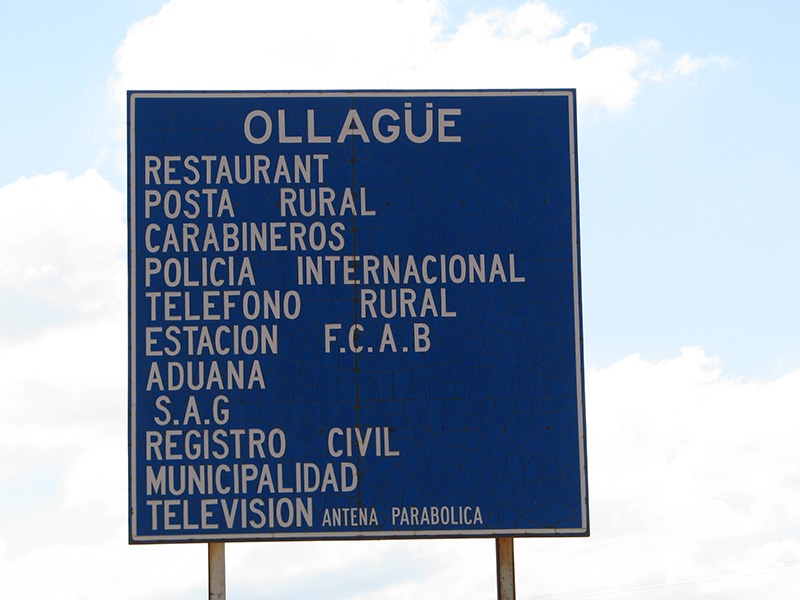 OLLAGÜE
RESTAURANT
POSTA RURAL
CARABINEROS
POLICIA INTERNACIONAL
TELEFONO RURAL
ESTACION F.C.A.B
ADUANA
S.A.G
REGISTRO CIVIL
MUNICIPALIDAD
TELEVISION ANTENA PARABOLICA